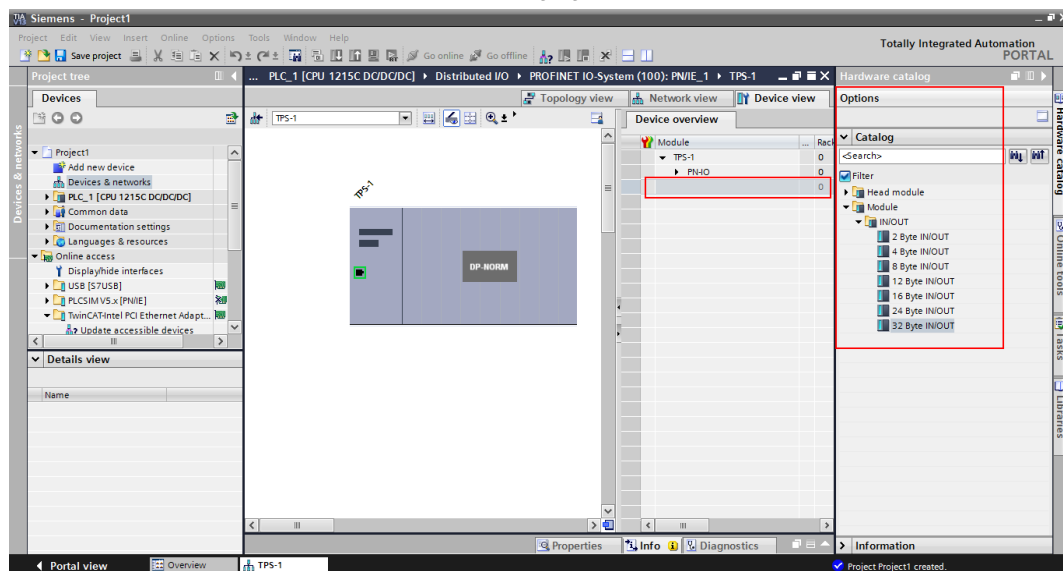 Siemens - Project1
Project Edit View Insert Online Options Tools Window Help
Totally Integrated Automation
PORTAL
Save project
Go online
Go offline
Project tree
... PLC_1 [CPU 1215C DC/DC/DC] Distributed I/O PROFINET IO-System (100): PN/IE_1 TPS-1
Hardware catalog
Devices
Topology view
Network view
Device view
Options
TPS-1
Device overview
Module
...
Rack
TPS-1
0
PN-IO
0
0
Catalog
<Search>
Filter
Head module
Module
IN/OUT
2 Byte IN/OUT
4 Byte IN/OUT
8 Byte IN/OUT
12 Byte IN/OUT
16 Byte IN/OUT
24 Byte IN/OUT
32 Byte IN/OUT
Devices & networks
Project1
Add new device
Devices & networks
PLC_1 [CPU 1215C DC/DC/DC]
Common data
Documentation settings
Languages & resources
Online access
Display/hide interfaces
USB [S7USB]
PLCSIM V5.x [PN/IE]
TwinCAT-Intel PCI Ethernet Adapt...
Update accessible devices
TPS-1
DP-NORM
Hardware catalog
Online tools
Tasks
Libraries
Details view
Name
Properties
Info
Diagnostics
Information
Portal view
Overview
TPS-1
Project Project1 created.